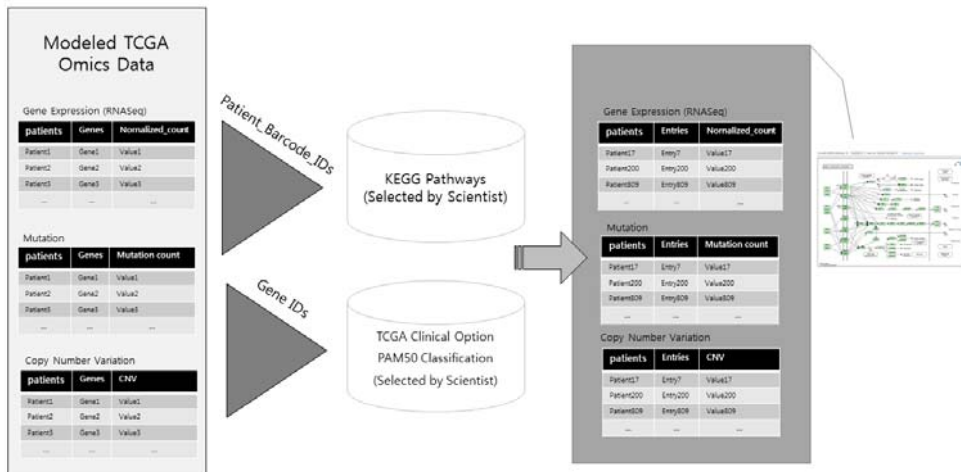 Modeled TCGA
Omics Data
Gene Expression (RNASeq)
patients Genes Normalized_count
Patient1 Gene1 Value1
Patient2 Gene2 Value2
Patient3 Gene3 Value3
... ... ...
Mutation
patients Genes Mutation count
Patient1 Gene1 Value1
Patient2 Gene2 Value2
Patient3 Gene3 Value3
... ... ...
Copy Number Variation
patients Genes CNV
Patient1 Gene1 Value1
Patient2 Gene2 Value2
Patient3 Gene3 Value3
... ... ...
Patient_Barcode_IDs
Gene IDs
KEGG Pathways
(Selected by Scientist)
TCGA Clinical Option
PAM50 Classification
(Selected by Scientist)
Gene Expression (RNASeq)
patients Entries Normalized_count
Patient17 Entry7 Value17
Patient200 Entry200 Value200
Patient809 Entry809 Value809
... ... ...
Mutation
patients Entries Mutation count
Patient17 Entry7 Value17
Patient200 Entry200 Value200
Patient809 Entry809 Value809
... ... ...
Copy Number Variation
patients Entries CNV
Patient17 Entry7 Value17
Patient200 Entry200 Value200
Patient809 Entry809 Value809
... ... ...